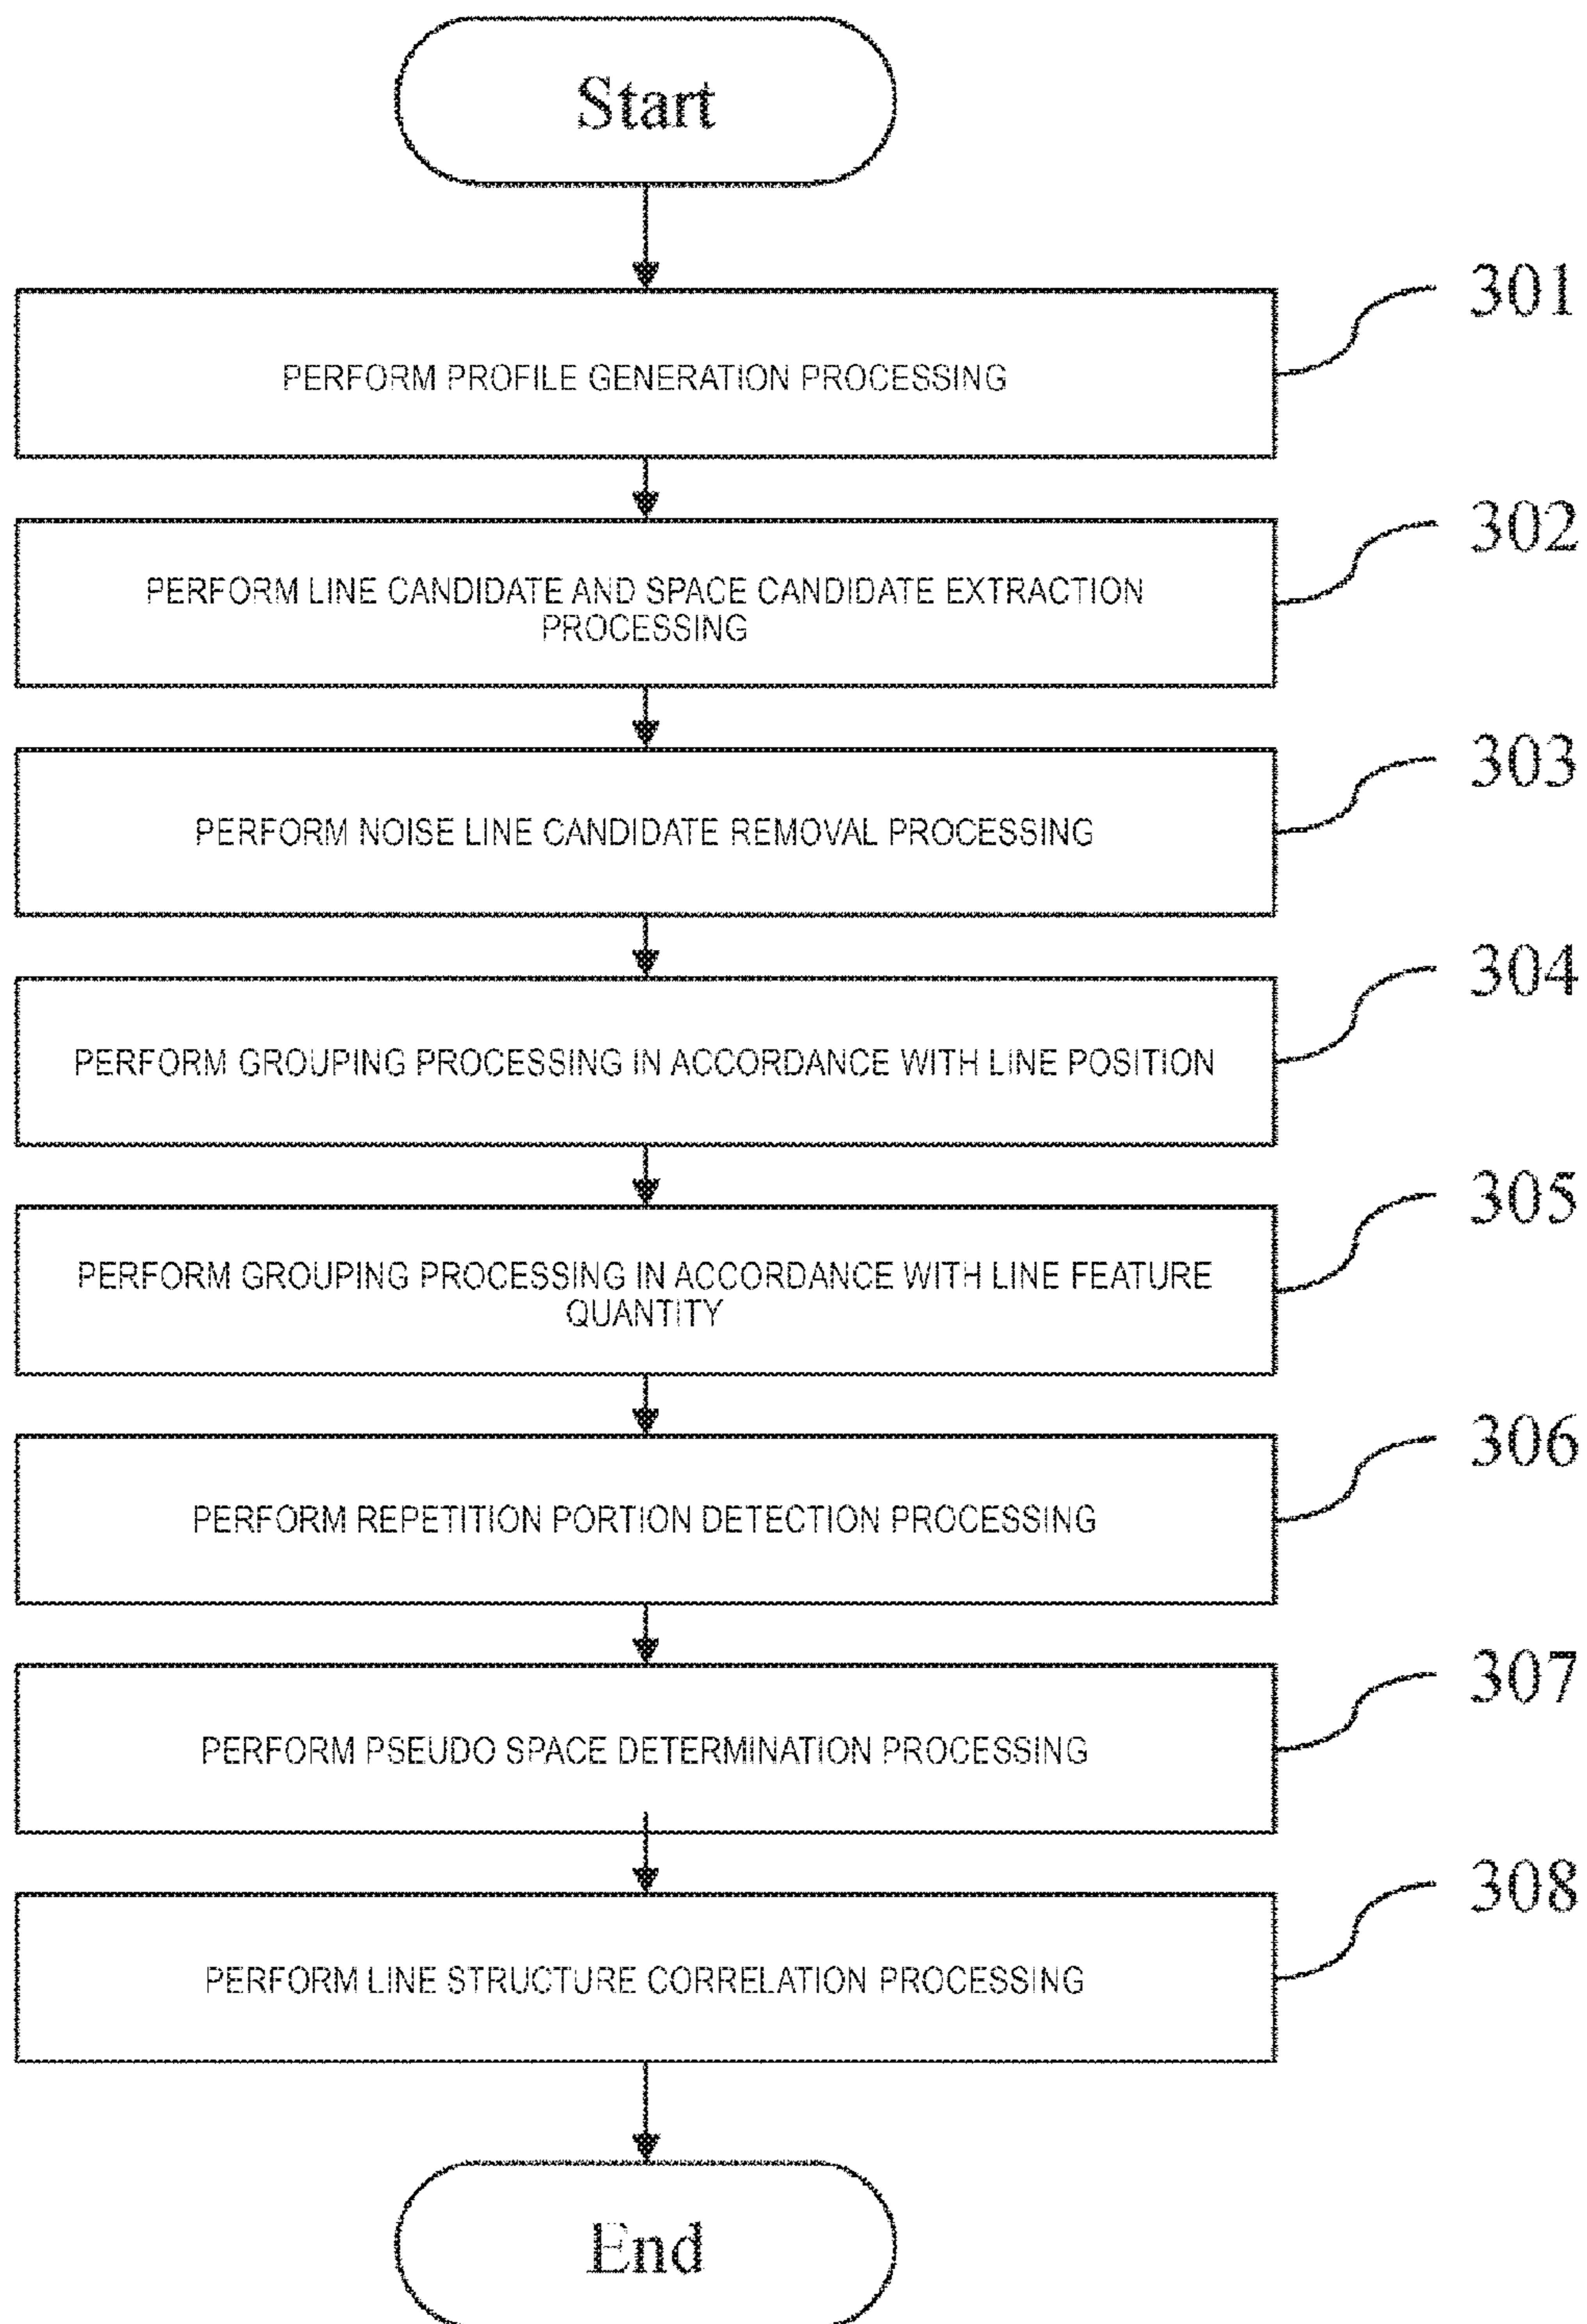 Start
301
PERFORM PROFILE GENERATION PROCESSING
302
PERFORM LINE CANDIDATE AND SPACE CANDIDATE EXTRACTION
PROCESSING
303
PERFORM NOISE LINE CANDIDATE REMOVAL PROCESSING
304
PERFORM GROUPING PROCESSING IN ACCORDANCE WITH LINE POSITION
305
PERFORM GROUPING PROCESSING IN ACCORDANCE WITH LINE FEATURE
QUANTITY
306
PERFORM REPETITION PORTION DETECTION PROCESSING
307
PERFORM PSEUDO SPACE DETERMINATION PROCESSING
308
PERFORM LINE STRUCTURE CORRELATION PROCESSING
End